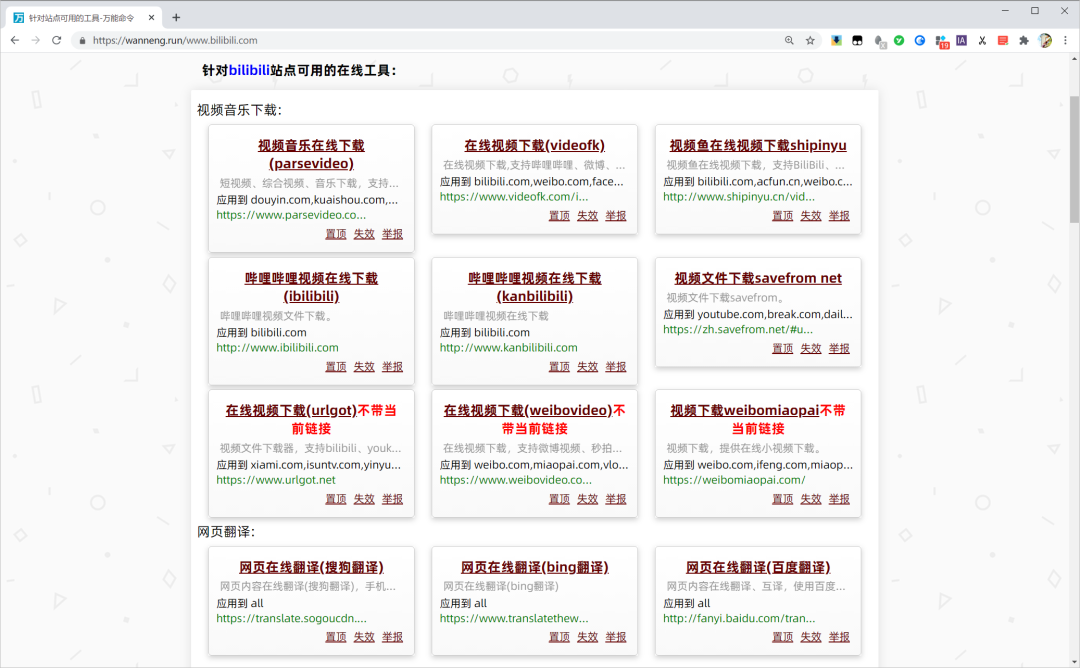 针对站点可用的工具-万能命令
https://wanneng.run/www.bilibili.com
19
IA
针对bilibili站点可用的在线工具：
视频音乐下载：
视频音乐在线下载
(parsevideo)
短视频、综合视频、音乐下载，支持...
应用到 douyin.com,kuaishou.com,...
https://www.parsevideo.co...
置顶 失效 举报
在线视频下载(videofk)
在线视频下载,支持哔哩哔哩、微博、...
应用到 bilibili.com,weibo.com,face...
https://www.videofk.com/i...
置顶 失效 举报
视频鱼在线视频下载shipinyu
视频鱼在线视频下载，支持BiliBili、...
应用到 bilibili.com,acfun.cn,weibo.c...
http://www.shipinyu.cn/vid...
置顶 失效 举报
哔哩哔哩视频在线下载
(ibilibili)
哔哩哔哩视频文件下载。
应用到 bilibili.com
http://www.ibilibili.com
置顶 失效 举报
哔哩哔哩视频在线下载
(kanbilibili)
哔哩哔哩视频在线下载
应用到 bilibili.com
http://www.kanbilibili.com
置顶 失效 举报
视频文件下载savefrom net
视频文件下载savefrom。
应用到 youtube.com,break.com,dail...
https://zh.savefrom.net/#u...
置顶 失效 举报
在线视频下载(urlgot)不带当
前链接
视频文件下载器，支持bilibili、youk...
应用到 xiami.com,isuntv.com,yinyu...
https://www.urlgot.net
置顶 失效 举报
在线视频下载(weibovideo)不
带当前链接
在线视频下载，支持微博视频、秒拍...
应用到 weibo.com,miaopai.com,vlo...
https://www.weibovideo.co...
置顶 失效 举报
视频下载weibomiaopai不带
当前链接
视频下载，提供在线小视频下载。
应用到 weibo.com,ifeng.com,miaop...
https://weibomiaopai.com/
置顶 失效 举报
网页翻译：
网页在线翻译(搜狗翻译)
网页内容在线翻译(搜狗翻译)，手机...
应用到 all
https://translate.sogoucdn....
置顶 失效 举报
网页在线翻译(bing翻译)
网页在线翻译(bing翻译)
应用到 all
https://www.translatethew...
置顶 失效 举报
网页在线翻译(百度翻译)
网页内容在线翻译、互译，使用百度...
应用到 all
http://fanyi.baidu.com/tran...
置顶 失效 举报